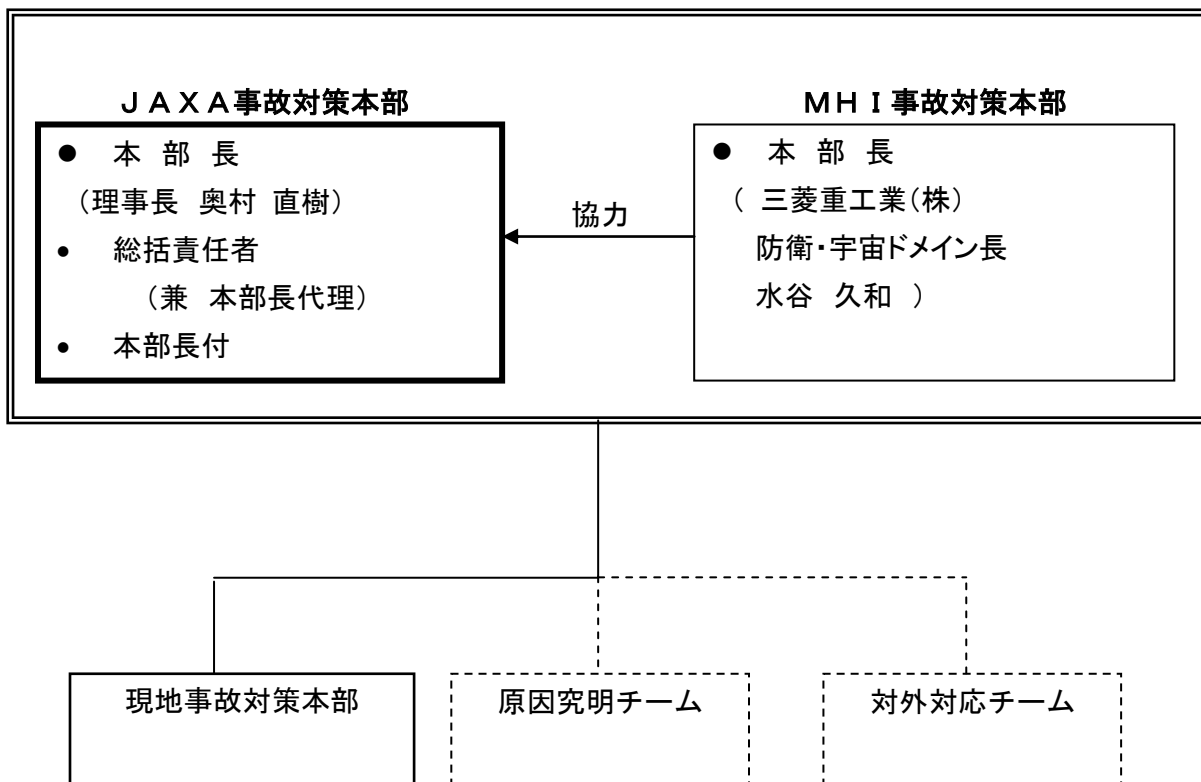 ＪＡＸＡ事故対策本部
● 本 部 長
（理事長 奥村 直樹）
• 総括責任者
（兼 本部長代理）
• 本部長付
協力
ＭＨＩ事故対策本部
● 本 部 長
（ 三菱重工業（株）
防衛・宇宙ドメイン長
水谷 久和 ）
現地事故対策本部
原因究明チーム
対外対応チーム